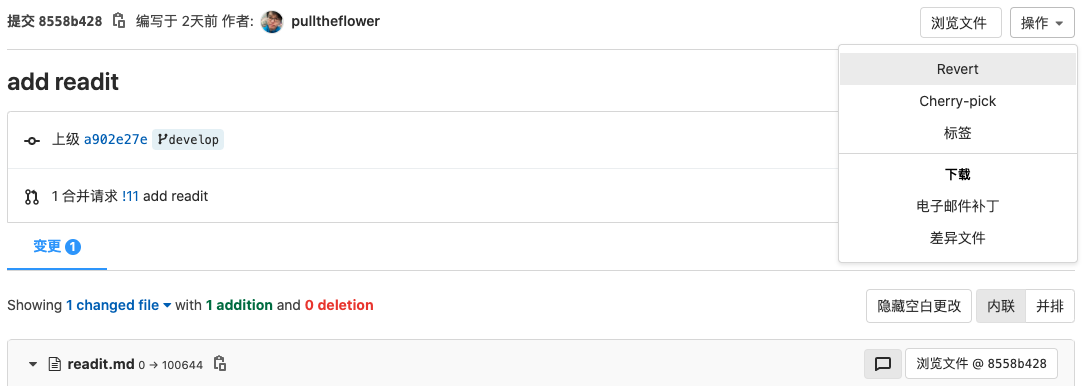 提交 8558b428 编写于 2天前 作者: pulltheflower 浏览文件 操作
Revert
add readit
Cherry-pick
标签
上级 a902e27e develop
下载
1 合并请求 !11 add readit
电子邮件补丁
差异文件
变更 1
Showing 1 changed file with 1 addition and 0 deletion 隐藏空白更改 内联 并排
readit.md 0 → 100644 浏览文件 @ 8558b428